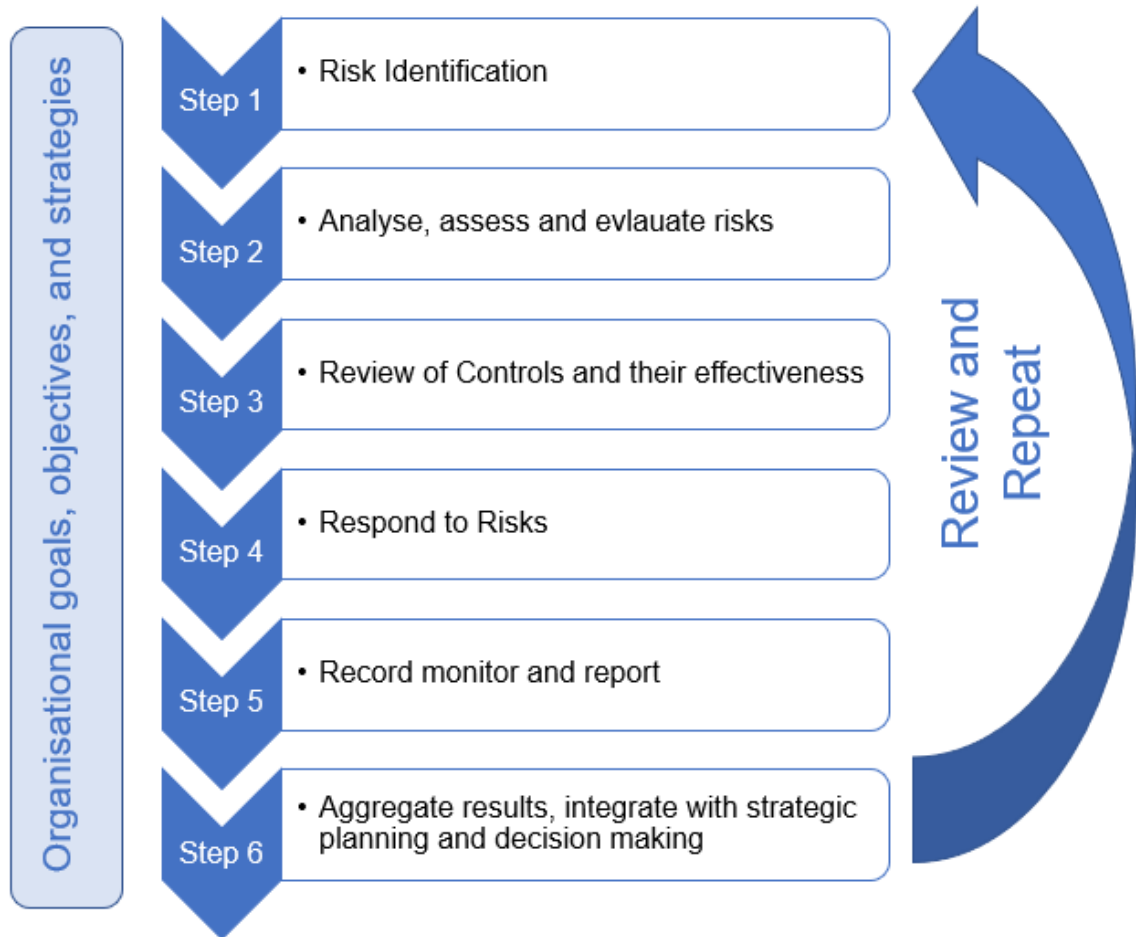 Organisational goals, objectives, and strategies
Step 1
• Risk Identification
Step 2
• Analyse, assess and evlauate risks
Step 3
• Review of Controls and their effectiveness
Step 4
• Respond to Risks
Step 5
• Record monitor and report
Step 6
• Aggregate results, integrate with strategic
planning and decision making
Review and
Repeat